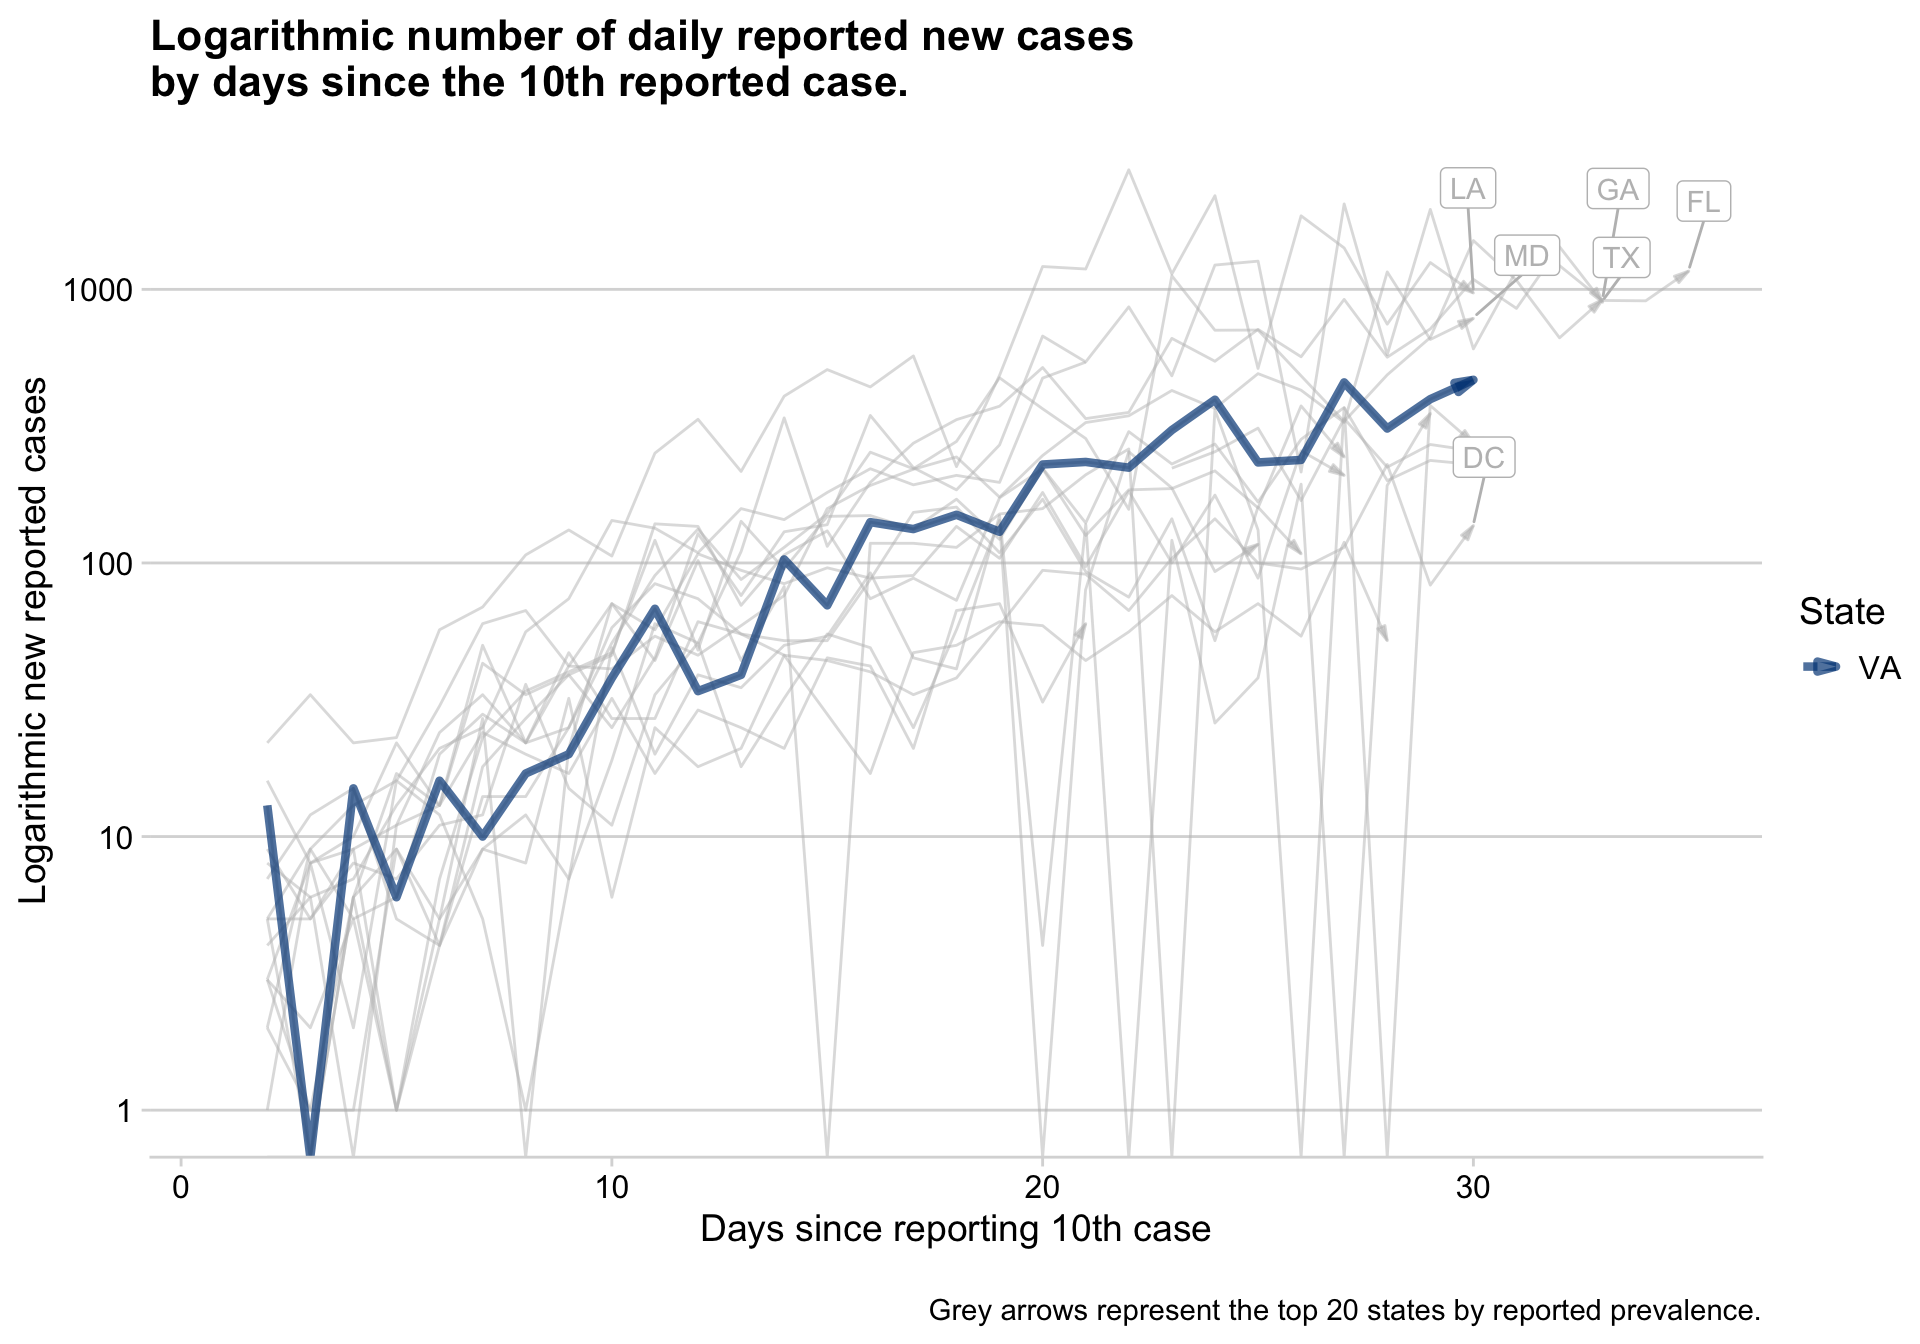 Logarithmic number of daily reported new cases
by days since the 10th reported case.
LA
GA
FL
MD
TX
1000
DC
100
10
1
Logarithmic new reported cases
State
VA
0
10
20
30
Days since reporting 10th case
Grey arrows represent the top 20 states by reported prevalence.